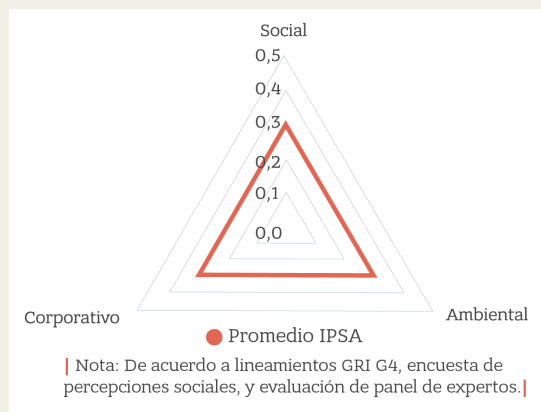 Social
0,5
0,4
0,3
0,2
0,1
0,0
Corporativo
Ambiental
Promedio IPSA
| Nota: De acuerdo a lineamientos GRI G4, encuesta de
percepciones sociales, y evaluación de panel de expertos.|